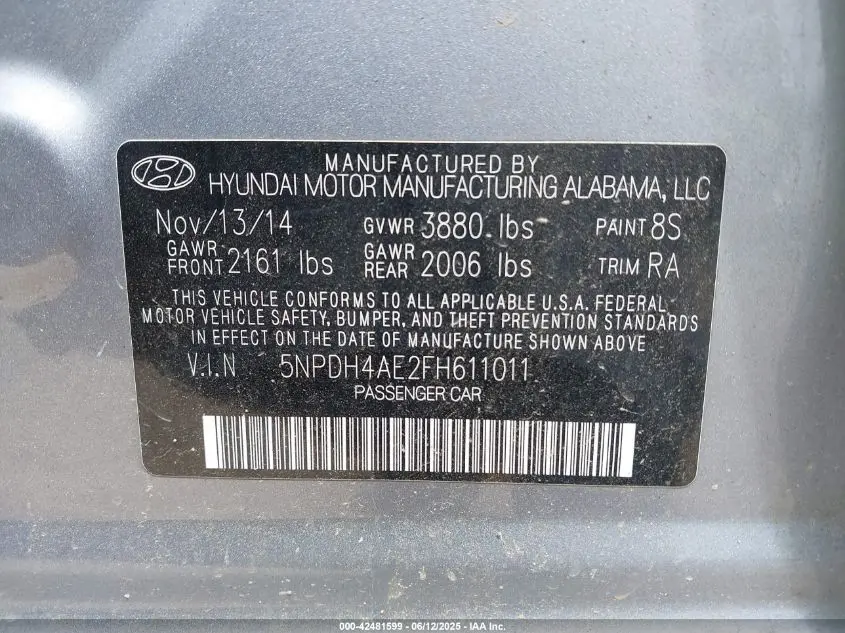 MANUFACTURED BY
HYUNDAI MOTOR MANUFACTURING ALABAMA, LLC
Nov/13/14 GVWR 3880 lbs PAINT 8S
GAWR FRONT 2161 lbs GAWR REAR 2006 lbs TRIM RA
THIS VEHICLE CONFORMS TO ALL APPLICABLE U.S.A. FEDERAL
MOTOR VEHICLE SAFETY, BUMPER, AND THEFT PREVENTION STANDARDS
IN EFFECT ON THE DATE OF MANUFACTURE SHOWN ABOVE
V.I.N 5NPDH4AE2FH611011
PASSENGER CAR
000-42481599 - 06/12/2025 - IAA Inc.